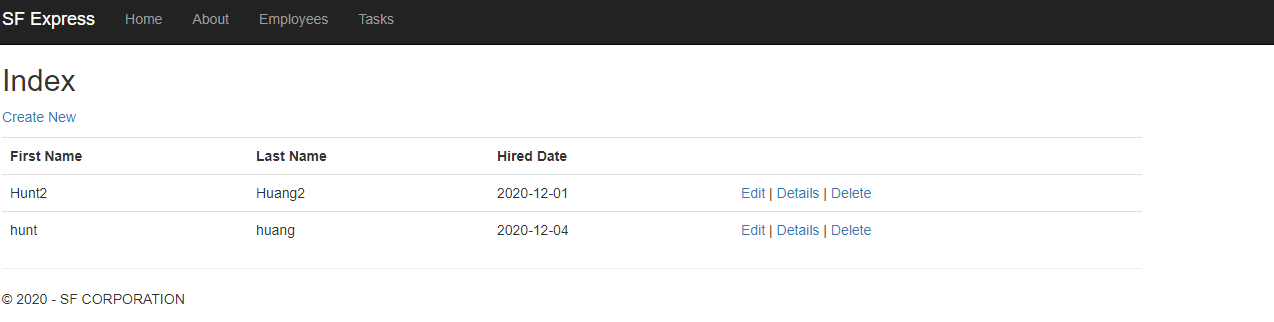 SF Express Home About Employees Tasks
Index
Create New
First Name Last Name Hired Date
Hunt2 Huang2 2020-12-01 Edit | Details | Delete
hunt huang 2020-12-04 Edit | Details | Delete
© 2020 - SF CORPORATION